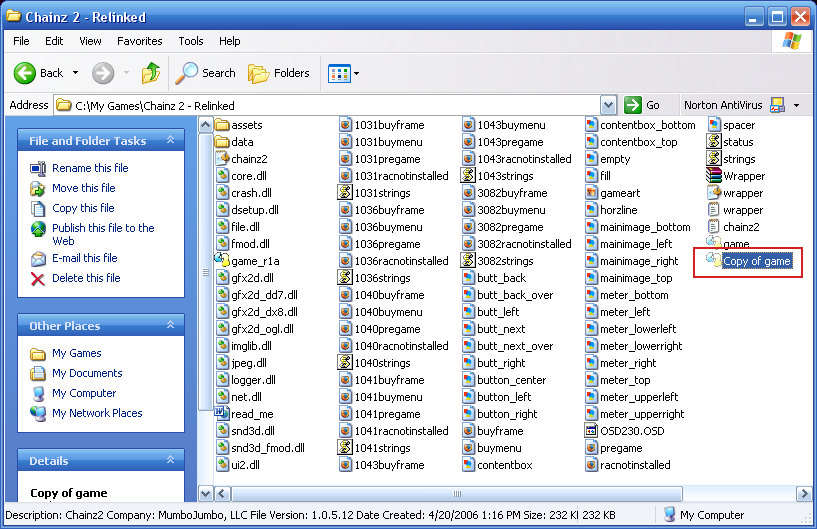 Chainz 2 - Relinked
File Edit View Favorites Tools Help
Back Search Folders
Address C:\My Games\Chainz 2 - Relinked Go Norton AntiVirus
File and Folder Tasks
Rename this file
Move this file
Copy this file
Publish this file to the
Web
E-mail this file
Delete this file
Other Places
My Games
My Documents
My Computer
My Network Places
Details
Copy of game
assets
data
chainz2
core.dll
crash.dll
dsetup.dll
file.dll
fmod.dll
game_r1a
gfx2d.dll
gfx2d_dd7.dll
gfx2d_dx8.dll
gfx2d_ogl.dll
imglib.dll
jpeg.dll
logger.dll
net.dll
read_me
snd3d.dll
snd3d_fmod.dll
ui2.dll
1031buyframe
1031buymenu
1031pregame
1031racnotinstalled
1031strings
1036buyframe
1036buymenu
1036pregame
1036racnotinstalled
1036strings
1040buyframe
1040buymenu
1040pregame
1040racnotinstalled
1040strings
1041buyframe
1041buymenu
1041pregame
1041racnotinstalled
1041strings
1043buyframe
1043buymenu
1043pregame
1043racnotinstalled
1043strings
3082buyframe
3082buymenu
3082pregame
3082racnotinstalled
3082strings
butt_back
butt_back_over
butt_left
butt_next
butt_next_over
butt_right
button_center
button_left
button_right
buyframe
buymenu
contentbox
contentbox_bottom
contentbox_top
empty
fill
gameart
horzline
mainimage_bottom
mainimage_left
mainimage_right
mainimage_top
meter_bottom
meter_left
meter_lowerleft
meter_lowerright
meter_right
meter_top
meter_upperleft
meter_upperright
OSD230.OSD
pregame
racnotinstalled
spacer
status
strings
Wrapper
wrapper
wrapper
chainz2
game
Copy of game
Description: Chainz2 Company: MumboJumbo, LLC File Version: 1.0.5.12 Date Created: 4/20/2006 1:16 PM Size: 232 KI 232 KB My Computer